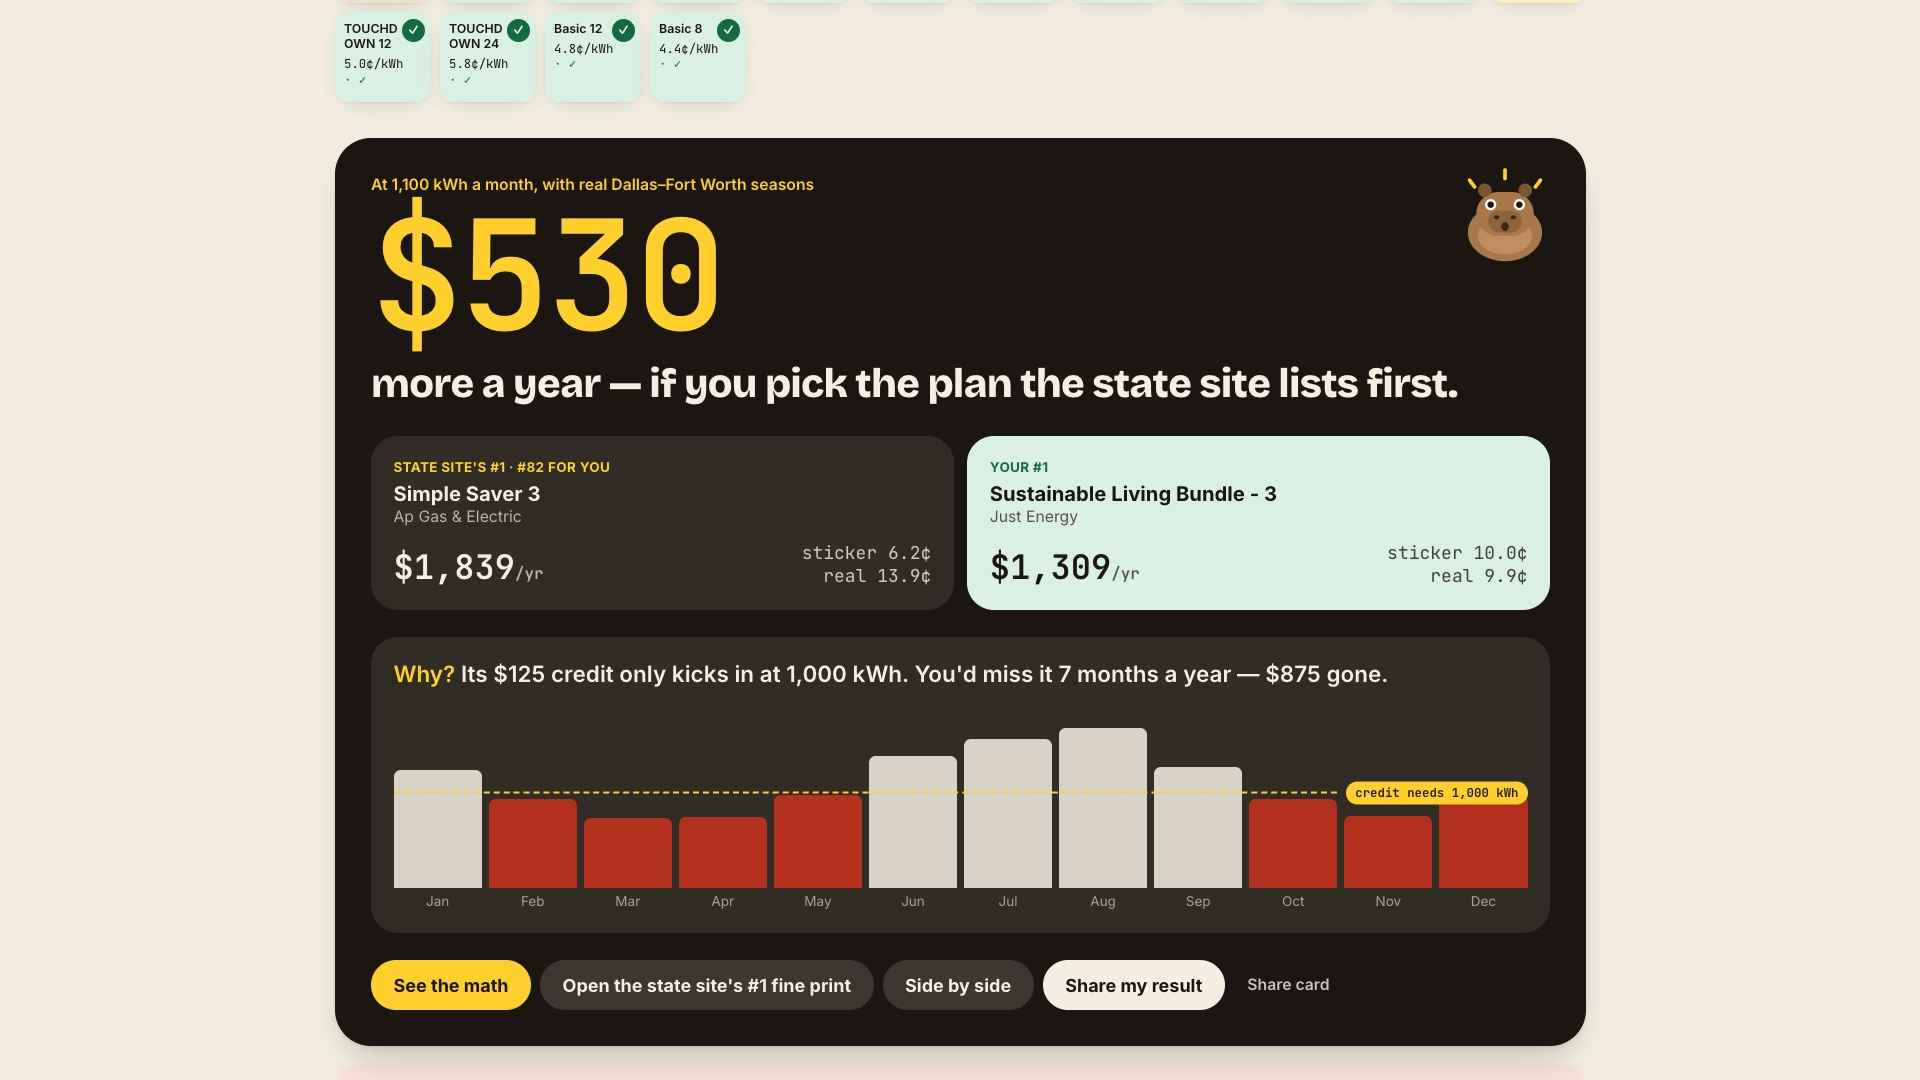 TOUCHD
OWN 12
5.0¢/kWh
· ✓
TOUCHD
OWN 24
5.8¢/kWh
· ✓
Basic 12
4.8¢/kWh
· ✓
Basic 8
4.4¢/kWh
· ✓
At 1,100 kWh a month, with real Dallas–Fort Worth seasons
$530
more a year — if you pick the plan the state site lists first.
STATE SITE'S #1 · #82 FOR YOU
Simple Saver 3
Ap Gas & Electric
$1,839/yr
sticker 6.2¢
real 13.9¢
YOUR #1
Sustainable Living Bundle - 3
Just Energy
$1,309/yr
sticker 10.0¢
real 9.9¢
Why? Its $125 credit only kicks in at 1,000 kWh. You'd miss it 7 months a year — $875 gone.
credit needs 1,000 kWh
Jan Feb Mar Apr May Jun Jul Aug Sep Oct Nov Dec
See the math
Open the state site's #1 fine print
Side by side
Share my result
Share card